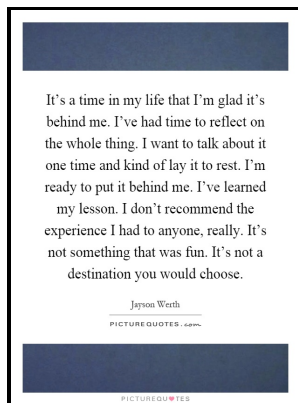 It's a time in my life that I'm glad it's
behind me. I've had time to reflect on
the whole thing. I want to talk about it
one time and kind of lay it to rest. I'm
ready to put it behind me. I've learned
my lesson. I don't recommend the
experience I had to anyone, really. It's
not something that was fun. It's not a
destination you would choose.
Jayson Werth
PICTUREQUOTES.com
PICTUREQU❤TES